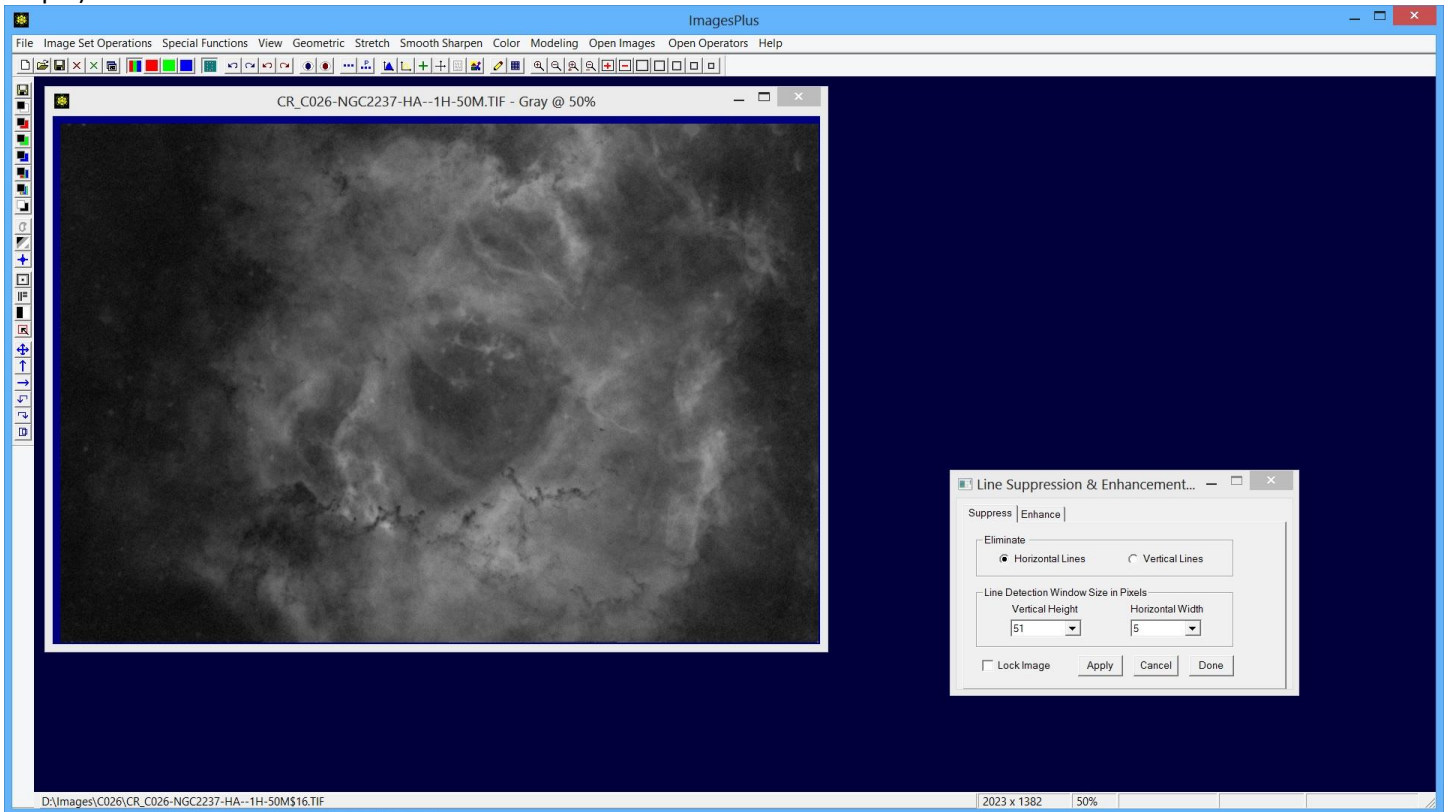 ImagesPlus
File Image Set Operations Special Functions View Geometric Stretch Smooth Sharpen Color Modeling Open Images Open Operators Help
CR_C026-NGC2237-HA--1H-50M.TIF - Gray @ 50%
Line Suppression & Enhancement...
Suppress Enhance
Eliminate
Horizontal Lines Vertical Lines
Line Detection Window Size in Pixels
Vertical Height Horizontal Width
51 5
Lock Image Apply Cancel Done
D:\Images\C026\CR_C026-NGC2237-HA--1H-50M$16.TIF 2023 x 1382 50%